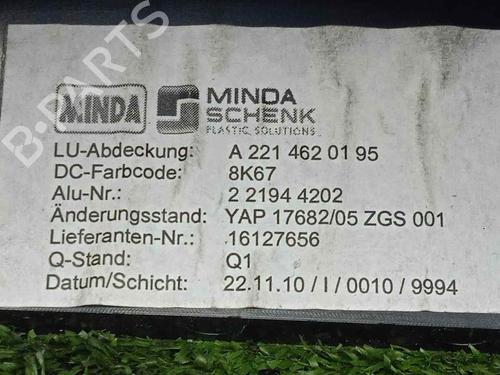 B-PARTS
MINDA
MINDA
SCHENK
PLASTIC SOLUTIONS
LU-Abdeckung: A 221 462 01 95
DC-Farbcode: 8K67
Alu-Nr.: 2 2194 4202
Änderungsstand: YAP 17682/05 ZGS 001
Lieferanten-Nr.: 16127656
Q-Stand: Q1
Datum/Schicht: 22.11.10 / I / 0010 / 9994